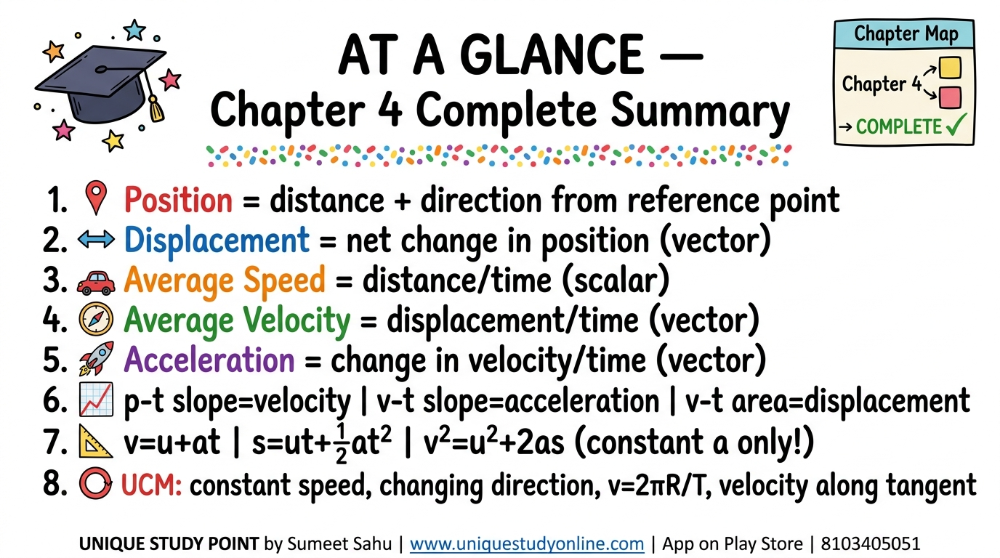 AT A GLANCE —
Chapter 4 Complete Summary
Chapter Map
Chapter 4
→ COMPLETE ✓
1. Position = distance + direction from reference point
2. Displacement = net change in position (vector)
3. Average Speed = distance/time (scalar)
4. Average Velocity = displacement/time (vector)
5. Acceleration = change in velocity/time (vector)
6. p-t slope=velocity | v-t slope=acceleration | v-t area=displacement
7. v=u+at | s=ut+½at² | v²=u²+2as (constant a only!)
8. UCM: constant speed, changing direction, v=2πR/T, velocity along tangent
UNIQUE STUDY POINT by Sumeet Sahu | www.uniquestudyonline.com | App on Play Store | 8103405051